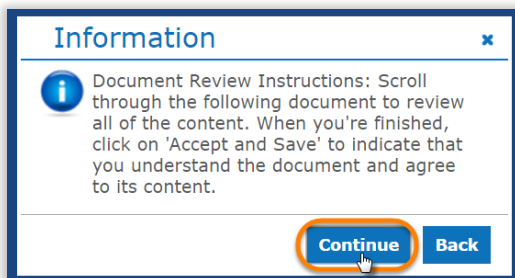 Information
Document Review Instructions: Scroll
through the following document to review
all of the content. When you're finished,
click on 'Accept and Save' to indicate that
you understand the document and agree
to its content.
Continue Back